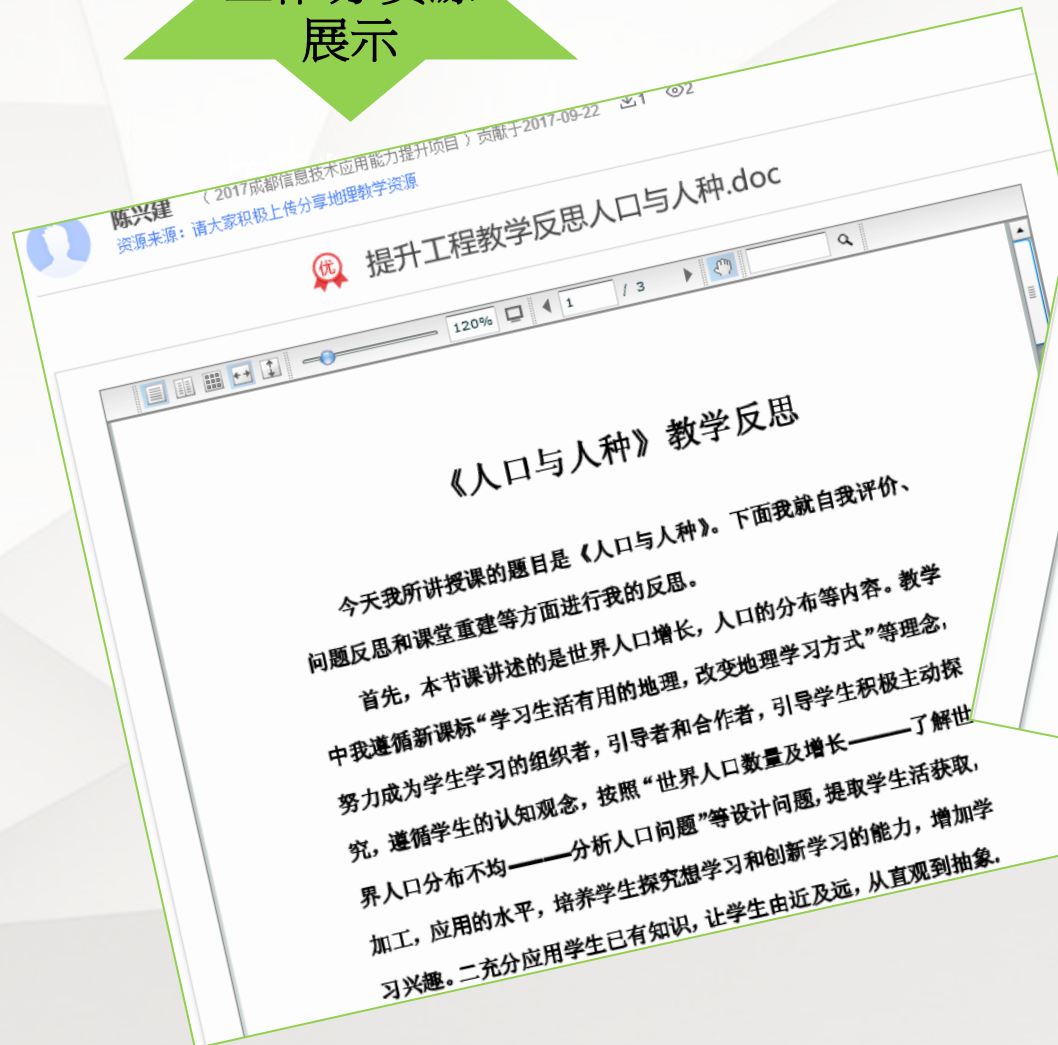 工作坊资源
展示
陈兴建 ( 2017成都信息技术应用能力提升项目 ) 贡献于2017-09-22 1 2
资源来源：请大家积极上传分享地理教学资源
优 提升工程教学反思人口与人种.doc
120% 1 / 3
《人口与人种》教学反思
今天我所讲授课的题目是《人口与人种》。下面我就自我评价、
问题反思和课堂重建等方面进行我的反思。
首先，本节课讲述的是世界人口增长，人口的分布等内容。教学
中我遵循新课标“学习生活有用的地理，改变地理学习方式”等理念，
努力成为学生学习的组织者，引导者和合作者，引导学生积极主动探
究，遵循学生的认知观念，按照“世界人口数量及增长———了解世
界人口分布不均———分析人口问题”等设计问题，提取学生活获取，
加工，应用的水平，培养学生探究想学习和创新学习的能力，增加学
习兴趣。二充分应用学生已有知识，让学生由近及远，从直观到抽象。